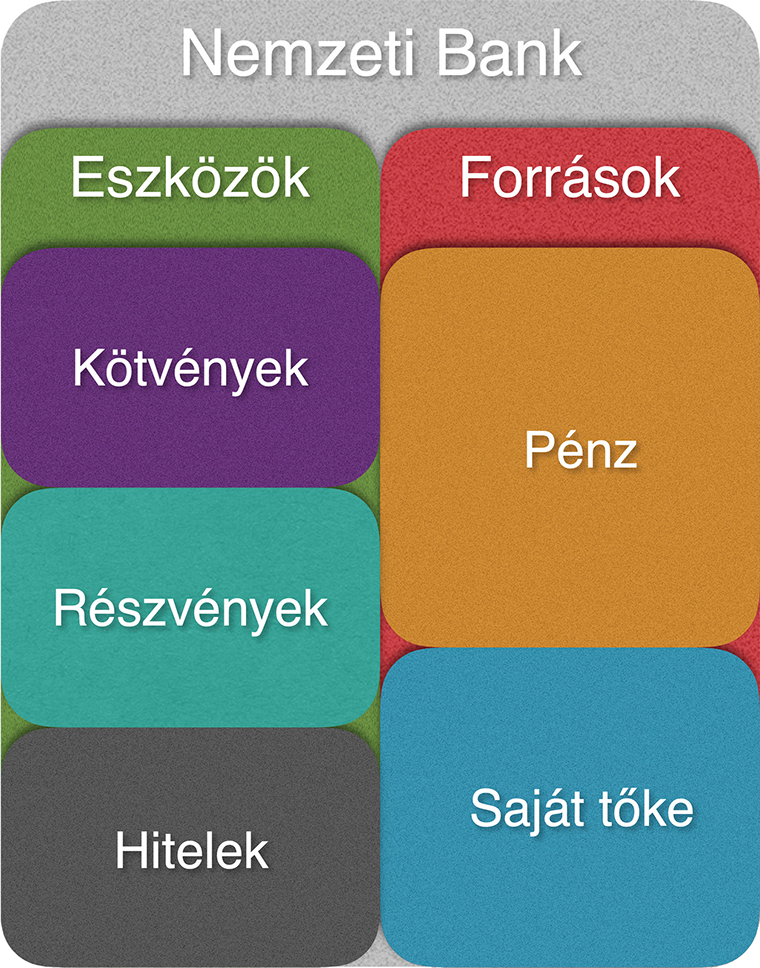 Nemzeti Bank
Eszközök
Források
Kötvények
Pénz
Részvények
Saját tőke
Hitelek